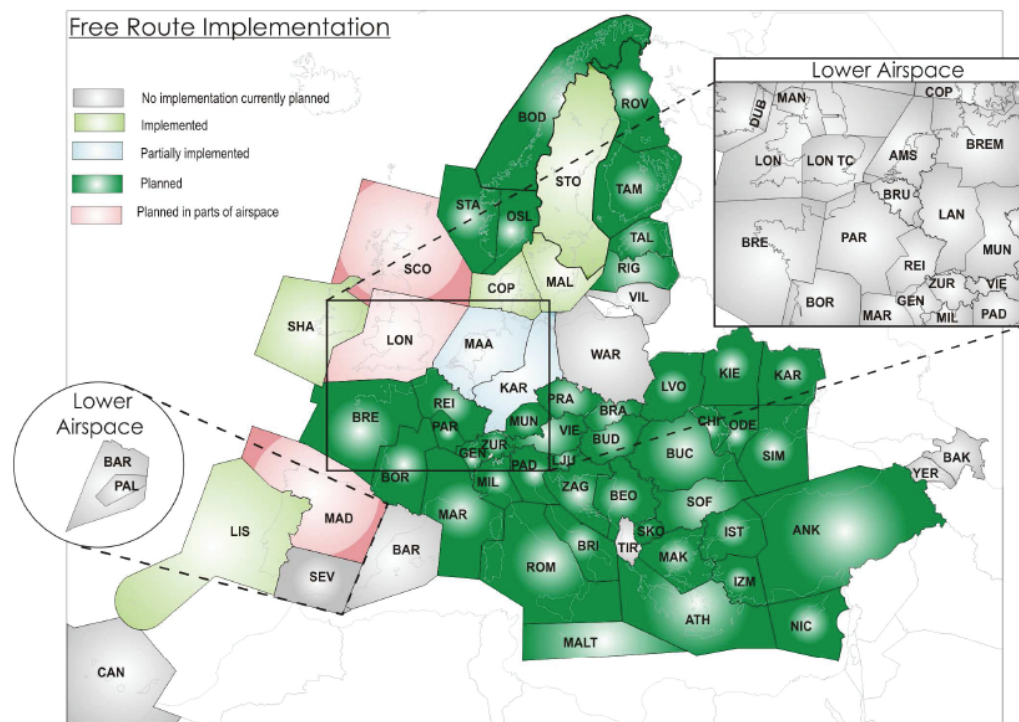 Free Route Implementation
No implementation currently planned
Implemented
Partially implemented
Planned
Planned in parts of airspace
Lower Airspace
COP
MAN
DUB
LON
LON TC
AMS
BREM
BRU
LAN
BRE
PAR
REI
MUN
BOR
MAR
GEN
ZUR
VIE
MIL
PAD
BOD
ROV
STO
STA
OSL
TAM
TAL
RIG
VIL
SCO
COP
MAL
SHA
LON
MAA
KAR
WAR
LVO
KIE
KAR
BRE
REI
PAR
MUN
PRA
BRA
VIE
BUD
CHI
ODE
SIM
BUC
ZUR
GEN
LJU
PAD
MIL
BOR
MAR
ZAG
BEO
SOF
SKO
TIR
MAK
IST
ANK
IZM
BRI
ROM
ATH
NIC
MALT
YER
BAK
Lower
Airspace
BAR
PAL
LIS
MAD
SEV
BAR
CAN